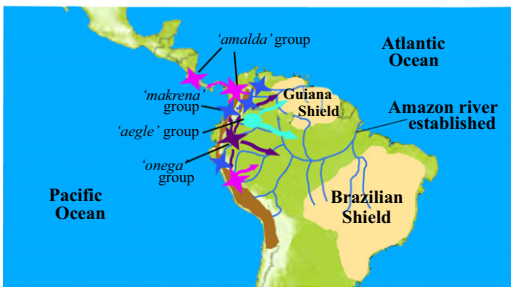 'amalda' group
Atlantic
Ocean
'makrena'
group
Guiana
Shield
'aegle' group
Amazon river
established
'onega'
group
Pacific
Ocean
Brazilian
Shield